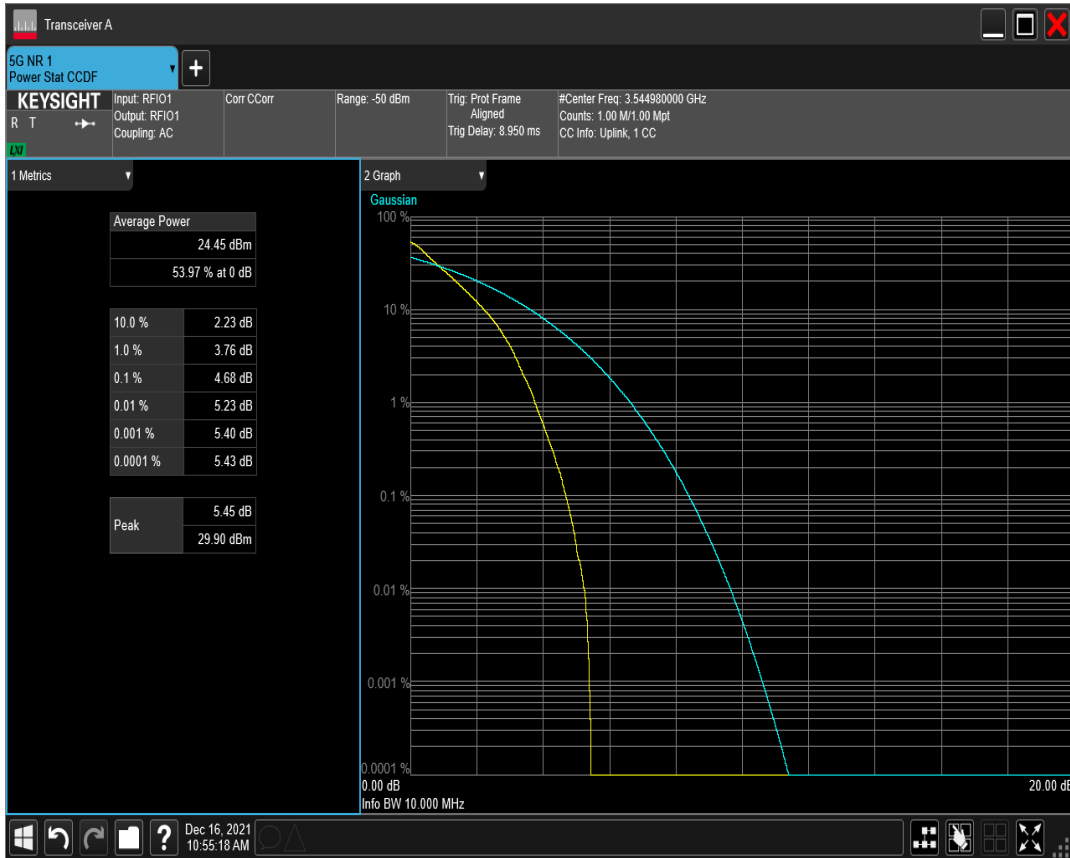 Transceiver A
5G NR 1
Power Stat CCDF
+
KEYSIGHT
R T
LXI
Input: RFIO1
Output: RFIO1
Coupling: AC
Corr CCorr
Range: -50 dBm
Trig: Prot Frame
Aligned
Trig Delay: 8.950 ms
#Center Freq: 3.544980000 GHz
Counts: 1.00 M/1.00 Mpt
CC Info: Uplink, 1 CC
1 Metrics
Average Power
24.45 dBm
53.97 % at 0 dB
10.0 % 2.23 dB
1.0 % 3.76 dB
0.1 % 4.68 dB
0.01 % 5.23 dB
0.001 % 5.40 dB
0.0001 % 5.43 dB
Peak
5.45 dB
29.90 dBm
2 Graph
Gaussian
100 %
10 %
1 %
0.1 %
0.01 %
0.001 %
0.0001 %
0.00 dB 20.00 dB
Info BW 10.000 MHz
?
Dec 16, 2021
10:55:18 AM